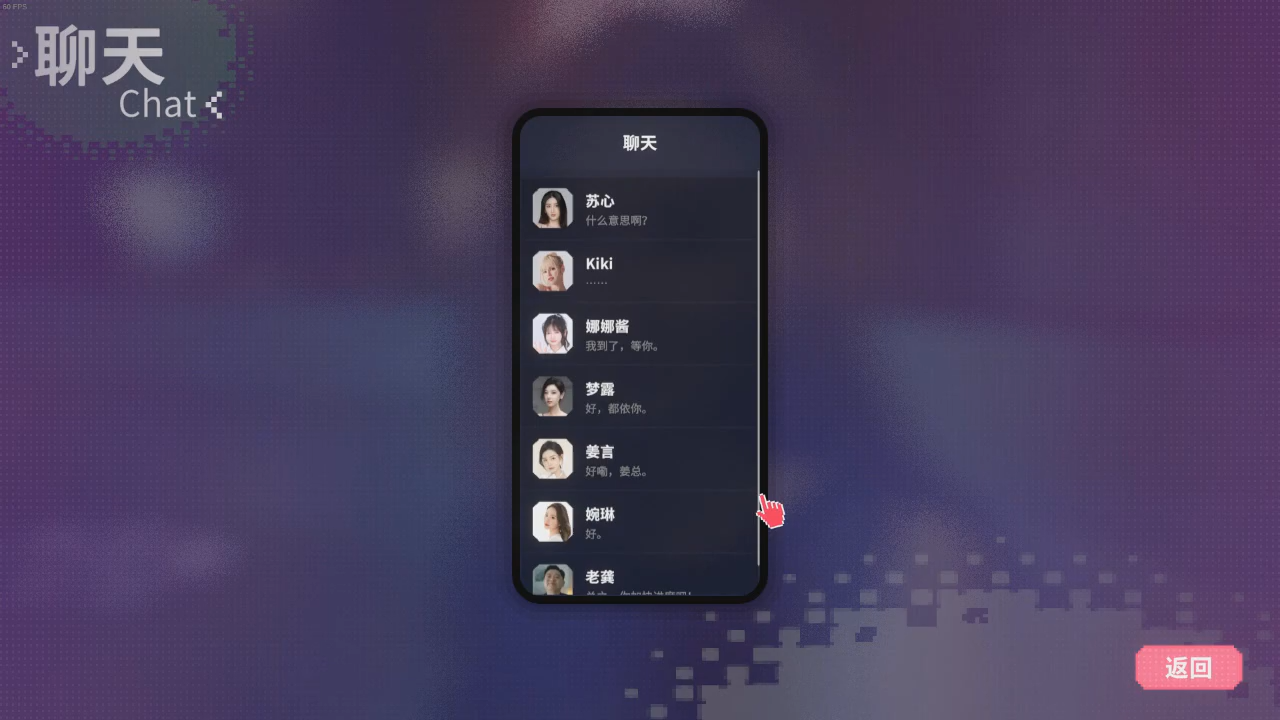 60 FPS
聊天
Chat
聊天
苏心
什么意思啊?
Kiki
……
娜娜酱
我到了，等你。
梦露
好，都依你。
姜言
好嘞，姜总。
婉琳
好。
老龚
返回